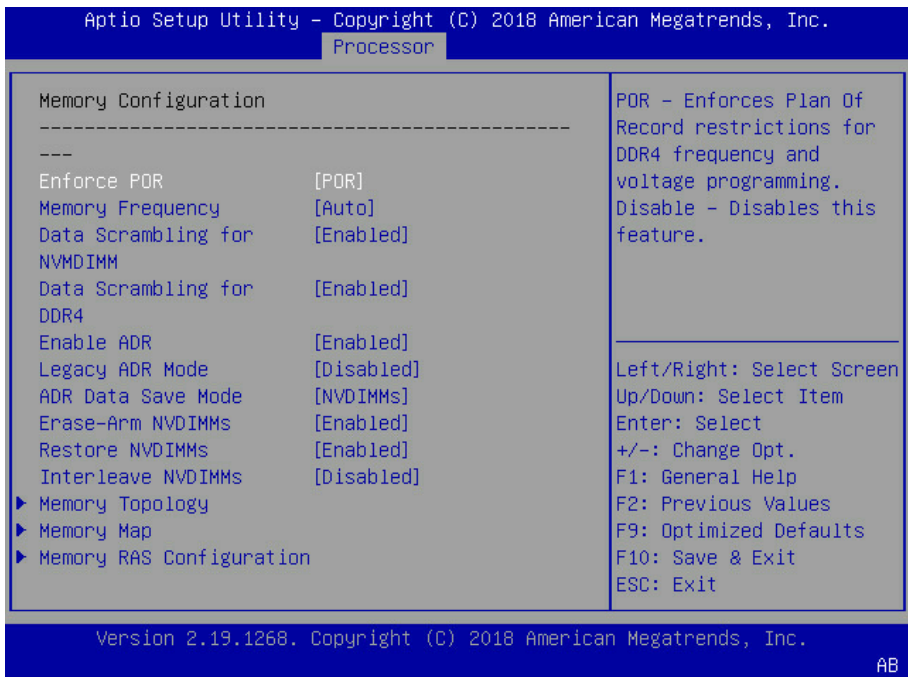 Aptio Setup Utility – Copyright (C) 2018 American Megatrends, Inc.
Processor
Memory Configuration
-----------------------------------------------
---
Enforce POR [POR]
Memory Frequency [Auto]
Data Scrambling for [Enabled]
NVMDIMM
Data Scrambling for [Enabled]
DDR4
Enable ADR [Enabled]
Legacy ADR Mode [Disabled]
ADR Data Save Mode [NVDIMMs]
Erase-Arm NVDIMMs [Enabled]
Restore NVDIMMs [Enabled]
Interleave NVDIMMs [Disabled]
Memory Topology
Memory Map
Memory RAS Configuration
POR - Enforces Plan Of
Record restrictions for
DDR4 frequency and
voltage programming.
Disable - Disables this
feature.
Left/Right: Select Screen
Up/Down: Select Item
Enter: Select
+/-: Change Opt.
F1: General Help
F2: Previous Values
F9: Optimized Defaults
F10: Save & Exit
ESC: Exit
Version 2.19.1268. Copyright (C) 2018 American Megatrends, Inc.
AB